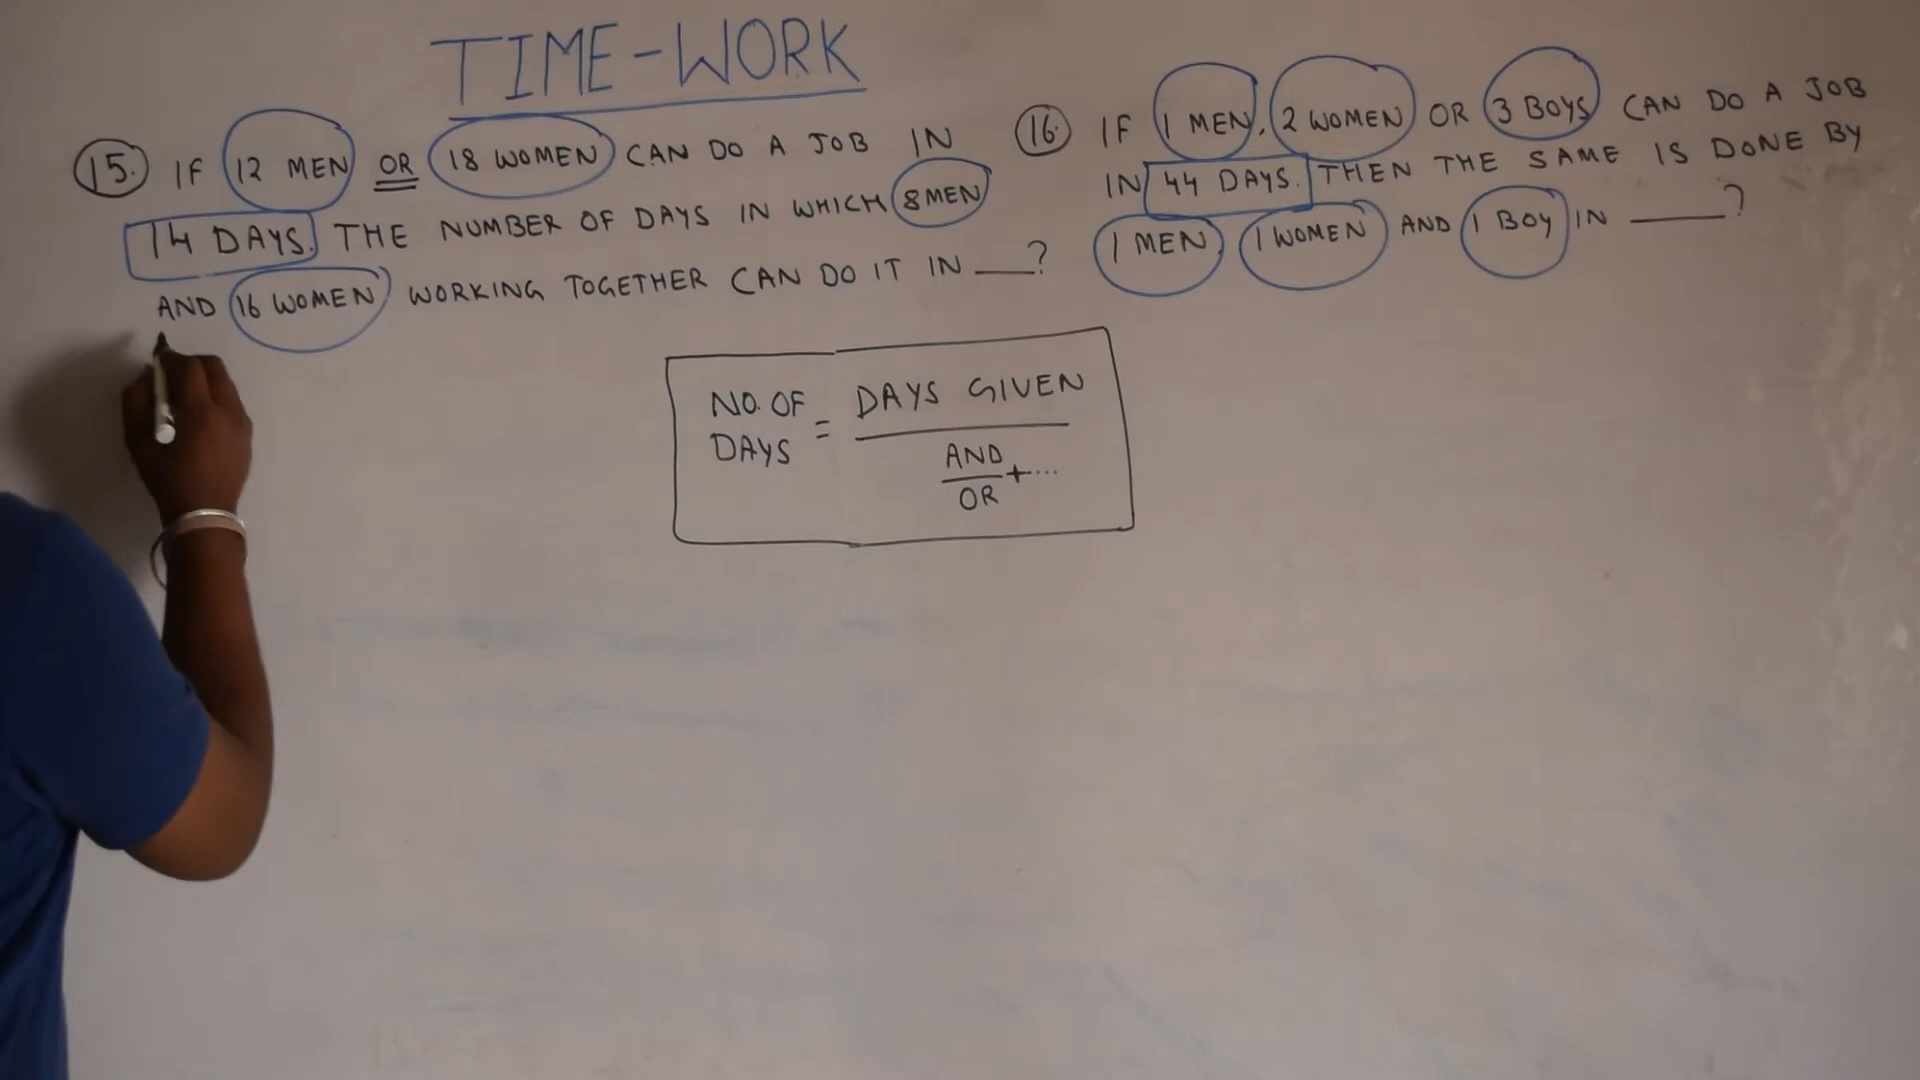 TIME-WORK
15. IF 12 MEN OR 18 WOMEN CAN DO A JOB IN
14 DAYS. THE NUMBER OF DAYS IN WHICH 8 MEN
AND 16 WOMEN WORKING TOGETHER CAN DO IT IN ___?
16. IF 1 MEN, 2 WOMEN OR 3 BOYS CAN DO A JOB
IN 44 DAYS. THEN THE SAME IS DONE BY
1 MEN, 1 WOMEN AND 1 BOY IN ____?
NO. OF DAYS = DAYS GIVEN
AND
OR + ....